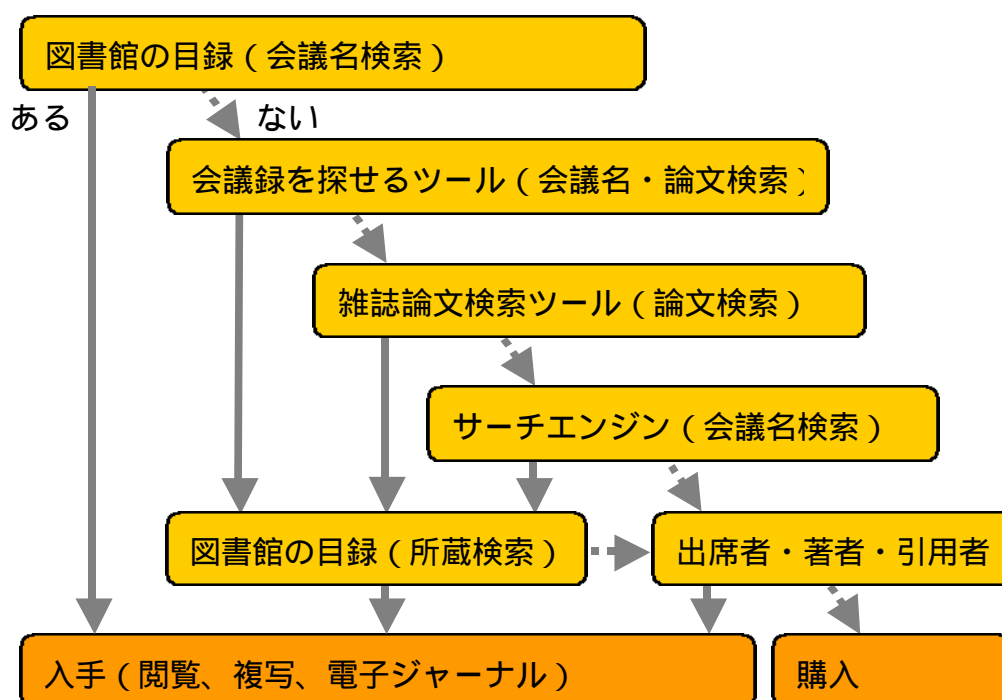 図書館の目録（会議名検索）
ある
ない
会議録を探せるツール（会議名・論文検索）
雑誌論文検索ツール（論文検索）
サーチエンジン（会議名検索）
図書館の目録（所蔵検索）
出席者・著者・引用者
入手（閲覧、複写、電子ジャーナル）
購入